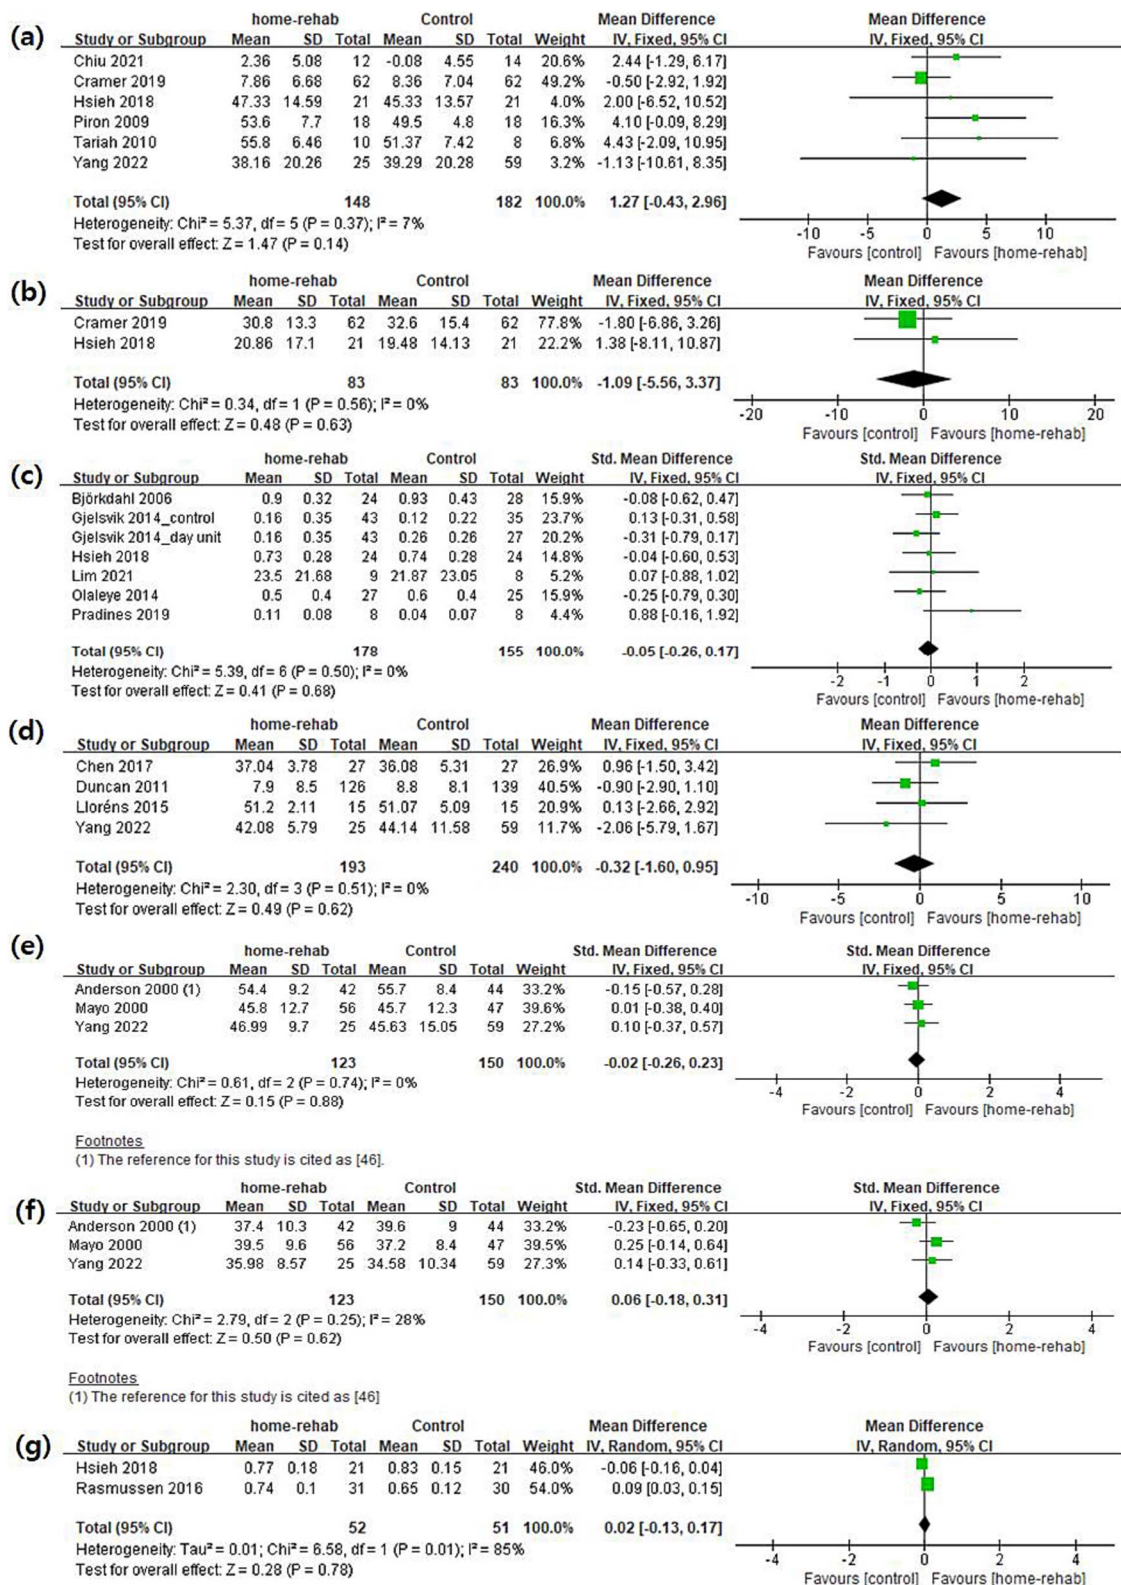 (a)
home-rehab Control Mean Difference Mean Difference
Study or Subgroup Mean SD Total Mean SD Total Weight IV, Fixed, 95% CI IV, Fixed, 95% CI
Chiu 2021 2.36 5.08 12 -0.08 4.55 14 20.6% 2.44 [-1.29, 6.17]
Cramer 2019 7.86 6.68 62 8.36 7.04 62 49.2% -0.50 [-2.92, 1.92]
Hsieh 2018 47.33 14.59 21 45.33 13.57 21 4.0% 2.00 [-6.52, 10.52]
Piron 2009 53.6 7.7 18 49.5 4.8 18 16.3% 4.10 [-0.09, 8.29]
Tariah 2010 55.8 6.46 10 51.37 7.42 8 6.8% 4.43 [-2.09, 10.95]
Yang 2022 38.16 20.26 25 39.29 20.28 59 3.2% -1.13 [-10.61, 8.35]
Total (95% CI) 148 182 100.0% 1.27 [-0.43, 2.96]
Heterogeneity: Chi² = 5.37, df = 5 (P = 0.37); I² = 7%
Test for overall effect: Z = 1.47 (P = 0.14)
-10 -5 0 5 10
Favours [control] Favours [home-rehab]
(b)
home-rehab Control Mean Difference Mean Difference
Study or Subgroup Mean SD Total Mean SD Total Weight IV, Fixed, 95% CI IV, Fixed, 95% CI
Cramer 2019 30.8 13.3 62 32.6 15.4 62 77.8% -1.80 [-6.86, 3.26]
Hsieh 2018 20.86 17.1 21 19.48 14.13 21 22.2% 1.38 [-8.11, 10.87]
Total (95% CI) 83 83 100.0% -1.09 [-5.56, 3.37]
Heterogeneity: Chi² = 0.34, df = 1 (P = 0.56); I² = 0%
Test for overall effect: Z = 0.48 (P = 0.63)
-20 -10 0 10 20
Favours [control] Favours [home-rehab]
(c)
home-rehab Control Std. Mean Difference Std. Mean Difference
Study or Subgroup Mean SD Total Mean SD Total Weight IV, Fixed, 95% CI IV, Fixed, 95% CI
Björkdahl 2006 0.9 0.32 24 0.93 0.43 28 15.9% -0.08 [-0.62, 0.47]
Gjelsvik 2014_control 0.16 0.35 43 0.12 0.22 35 23.7% 0.13 [-0.31, 0.58]
Gjelsvik 2014_day unit 0.16 0.35 43 0.26 0.26 27 20.2% -0.31 [-0.79, 0.17]
Hsieh 2018 0.73 0.28 24 0.74 0.28 24 14.8% -0.04 [-0.60, 0.53]
Lim 2021 23.5 21.68 9 21.87 23.05 8 5.2% 0.07 [-0.88, 1.02]
Olaleye 2014 0.5 0.4 27 0.6 0.4 25 15.9% -0.25 [-0.79, 0.30]
Pradines 2019 0.11 0.08 8 0.04 0.07 8 4.4% 0.88 [-0.16, 1.92]
Total (95% CI) 178 155 100.0% -0.05 [-0.26, 0.17]
Heterogeneity: Chi² = 5.39, df = 6 (P = 0.50); I² = 0%
Test for overall effect: Z = 0.41 (P = 0.68)
-2 -1 0 1 2
Favours [control] Favours [home-rehab]
(d)
home-rehab Control Mean Difference Mean Difference
Study or Subgroup Mean SD Total Mean SD Total Weight IV, Fixed, 95% CI IV, Fixed, 95% CI
Chen 2017 37.04 3.78 27 36.08 5.31 27 26.9% 0.96 [-1.50, 3.42]
Duncan 2011 7.9 8.5 126 8.8 8.1 139 40.5% -0.90 [-2.90, 1.10]
Lloréns 2015 51.2 2.11 15 51.07 5.09 15 20.9% 0.13 [-2.66, 2.92]
Yang 2022 42.08 5.79 25 44.14 11.58 59 11.7% -2.06 [-5.79, 1.67]
Total (95% CI) 193 240 100.0% -0.32 [-1.60, 0.95]
Heterogeneity: Chi² = 2.30, df = 3 (P = 0.51); I² = 0%
Test for overall effect: Z = 0.49 (P = 0.62)
-10 -5 0 5 10
Favours [control] Favours [home-rehab]
(e)
home-rehab Control Std. Mean Difference Std. Mean Difference
Study or Subgroup Mean SD Total Mean SD Total Weight IV, Fixed, 95% CI IV, Fixed, 95% CI
Anderson 2000 (1) 54.4 9.2 42 55.7 8.4 44 33.2% -0.15 [-0.57, 0.28]
Mayo 2000 45.8 12.7 56 45.7 12.3 47 39.6% 0.01 [-0.38, 0.40]
Yang 2022 46.99 9.7 25 45.63 15.05 59 27.2% 0.10 [-0.37, 0.57]
Total (95% CI) 123 150 100.0% -0.02 [-0.26, 0.23]
Heterogeneity: Chi² = 0.61, df = 2 (P = 0.74); I² = 0%
Test for overall effect: Z = 0.15 (P = 0.88)
-4 -2 0 2 4
Favours [control] Favours [home-rehab]
Footnotes
(1) The reference for this study is cited as [46].
(f)
home-rehab Control Std. Mean Difference Std. Mean Difference
Study or Subgroup Mean SD Total Mean SD Total Weight IV, Fixed, 95% CI IV, Fixed, 95% CI
Anderson 2000 (1) 37.4 10.3 42 39.6 9 44 33.2% -0.23 [-0.65, 0.20]
Mayo 2000 39.5 9.6 56 37.2 8.4 47 39.5% 0.25 [-0.14, 0.64]
Yang 2022 35.98 8.57 25 34.58 10.34 59 27.3% 0.14 [-0.33, 0.61]
Total (95% CI) 123 150 100.0% 0.06 [-0.18, 0.31]
Heterogeneity: Chi² = 2.79, df = 2 (P = 0.25); I² = 28%
Test for overall effect: Z = 0.50 (P = 0.62)
-4 -2 0 2 4
Favours [control] Favours [home-rehab]
Footnotes
(1) The reference for this study is cited as [46]
(g)
home-rehab Control Mean Difference Mean Difference
Study or Subgroup Mean SD Total Mean SD Total Weight IV, Random, 95% CI IV, Random, 95% CI
Hsieh 2018 0.77 0.18 21 0.83 0.15 21 46.0% -0.06 [-0.16, 0.04]
Rasmussen 2016 0.74 0.1 31 0.65 0.12 30 54.0% 0.09 [0.03, 0.15]
Total (95% CI) 52 51 100.0% 0.02 [-0.13, 0.17]
Heterogeneity: Tau² = 0.01; Chi² = 6.58, df = 1 (P = 0.01); I² = 85%
Test for overall effect: Z = 0.28 (P = 0.78)
-4 -2 0 2 4
Favours [control] Favours [home-rehab]